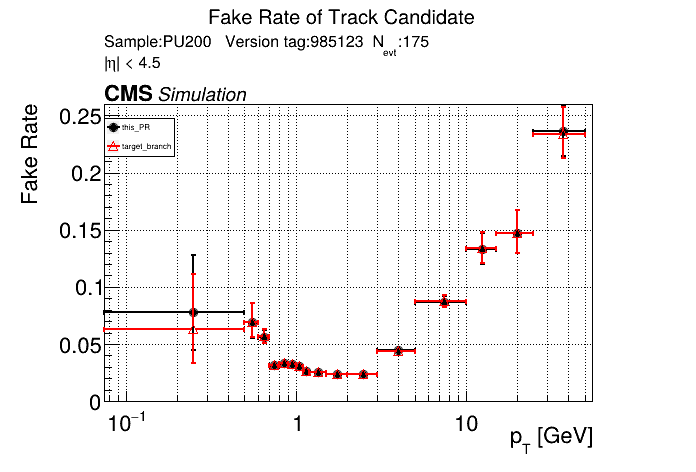 Fake Rate of Track Candidate
Sample:PU200 Version tag:985123 N_evt:175
|η| < 4.5
CMS Simulation
Fake Rate
this_PR
target_branch
0.25
0.2
0.15
0.1
0.05
0
10⁻¹ 1 10
p_T [GeV]